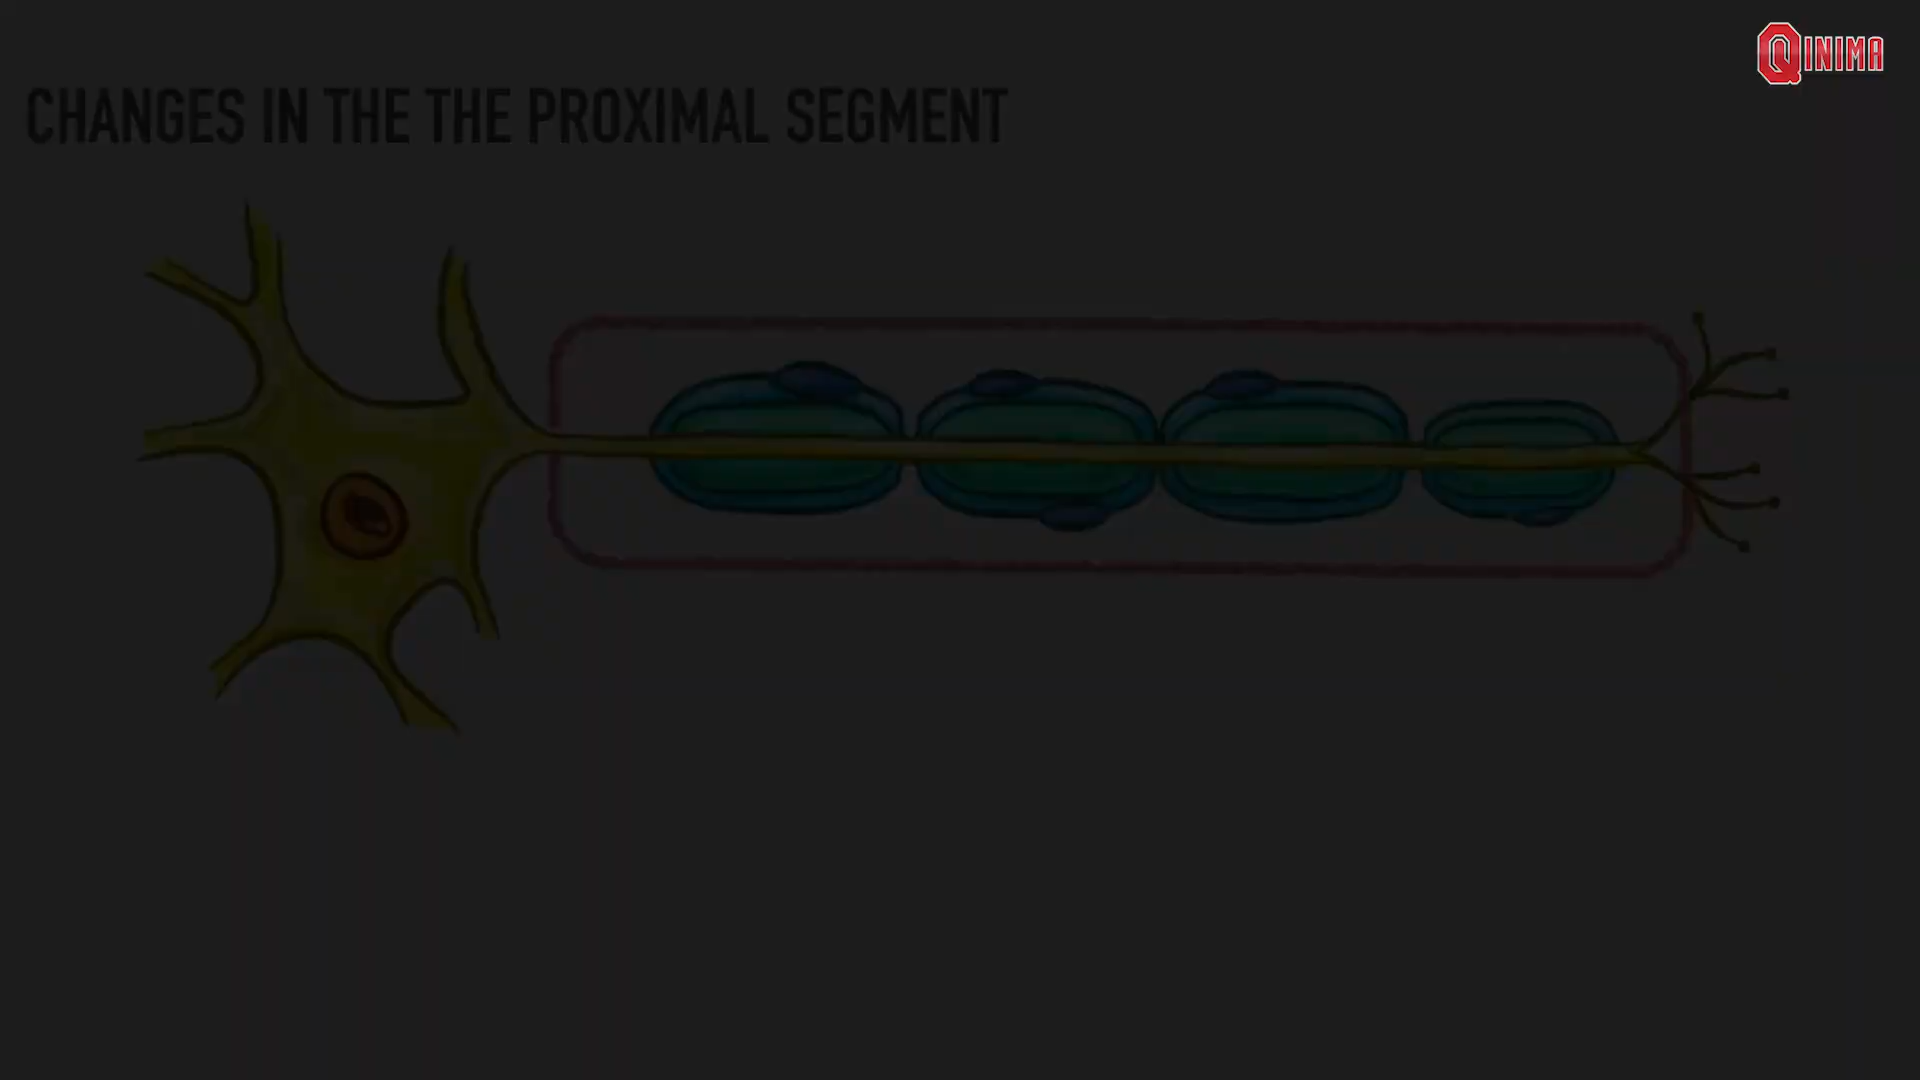 QINIMA
CHANGES IN THE THE PROXIMAL SEGMENT